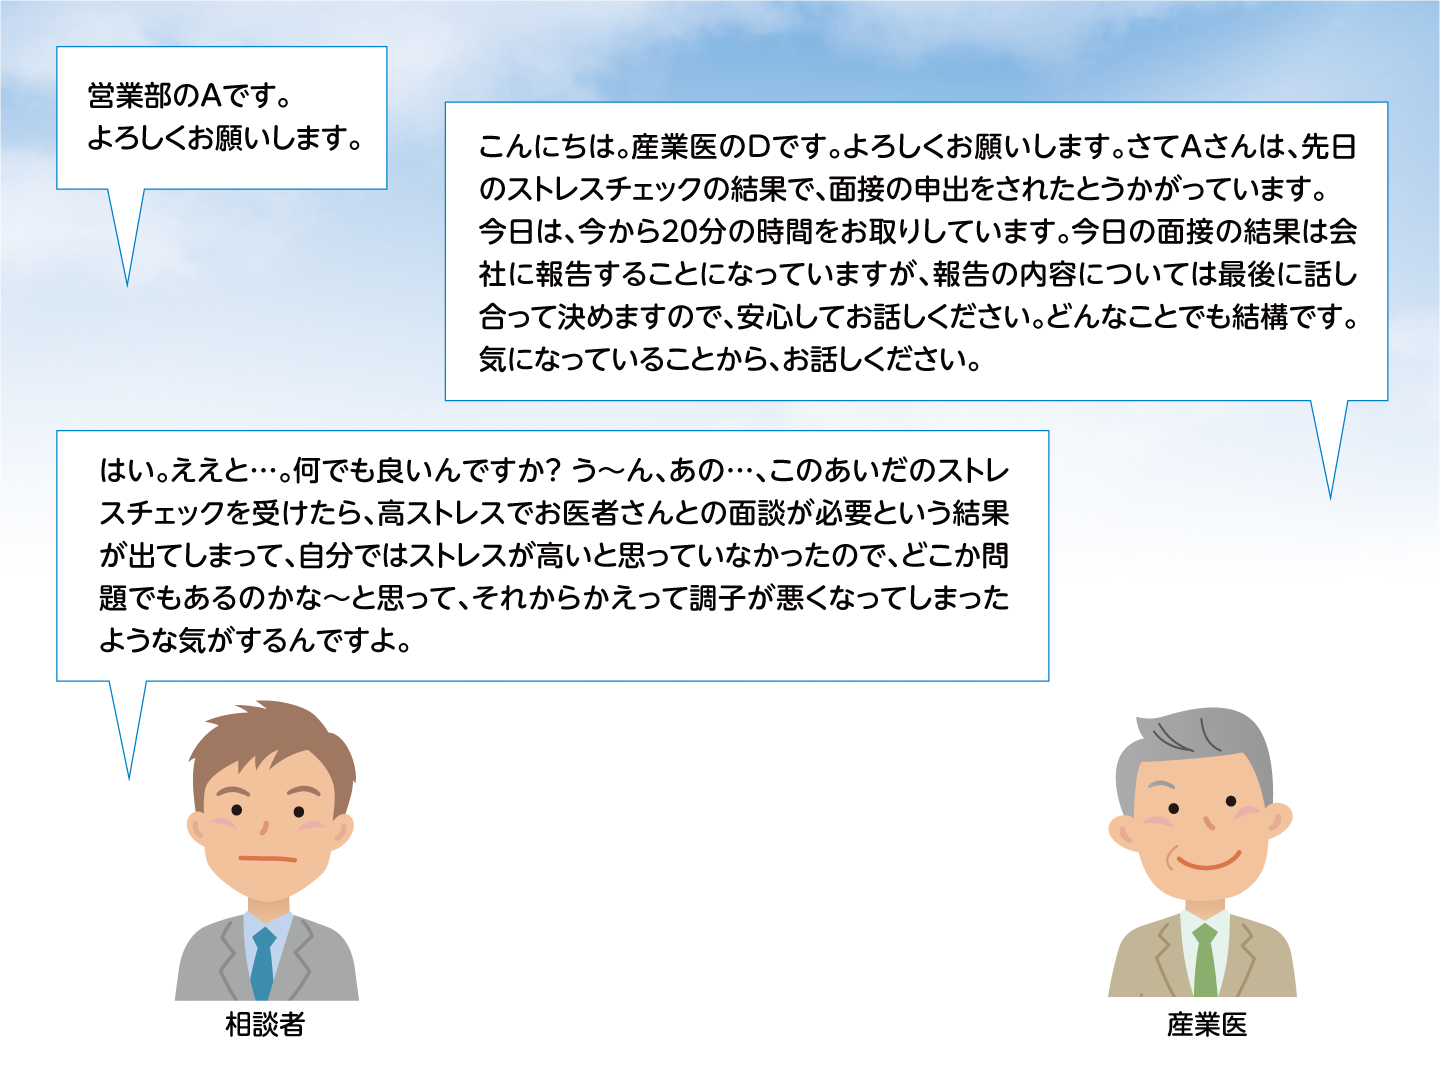 営業部のAです。
よろしくお願いします。
こんにちは。産業医のDです。よろしくお願いします。さてAさんは、先日
のストレスチェックの結果で、面接の申出をされたとうかがっています。
今日は、今から20分の時間をお取りしています。今日の面接の結果は会
社に報告することになっていますが、報告の内容については最後に話し
合って決めますので、安心してお話しください。どんなことでも結構です。
気になっていることから、お話しください。
はい。ええと…。何でも良いんですか? う〜ん、あの…、このあいだのストレ
スチェックを受けたら、高ストレスでお医者さんとの面談が必要という結果
が出てしまって、自分ではストレスが高いと思っていなかったので、どこか問
題でもあるのかな〜と思って、それからかえって調子が悪くなってしまった
ような気がするんですよ。
相談者
産業医